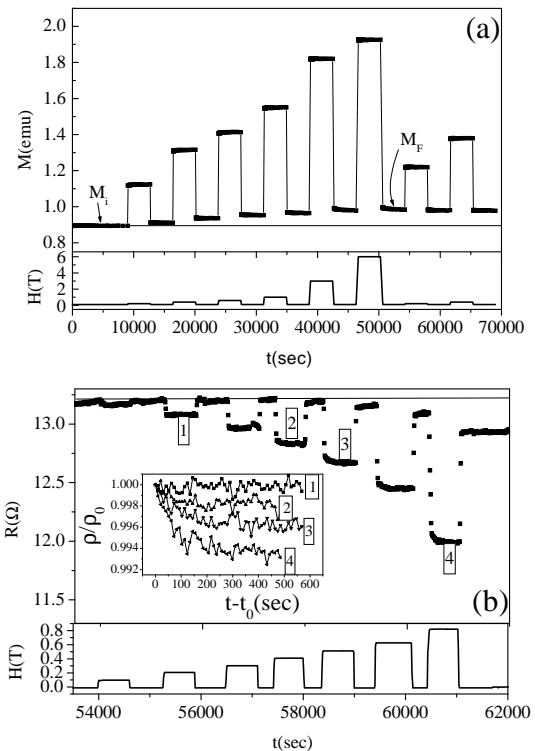 (a)
2.0
1.8
1.6
1.4
1.2
1.0
0.8
M(emu)
M_i
M_F
6
4
2
0
H(T)
0 10000 20000 30000 40000 50000 60000 70000
t(sec)
13.0
12.5
12.0
11.5
R(Ω)
1
2
3
4
1.000
0.998
0.996
0.994
0.992
ρ/ρ_0
1
2
3
4
0 100 200 300 400 500 600
t-t_0(sec)
(b)
0.8
0.6
0.4
0.2
0.0
H(T)
54000 56000 58000 60000 62000
t(sec)